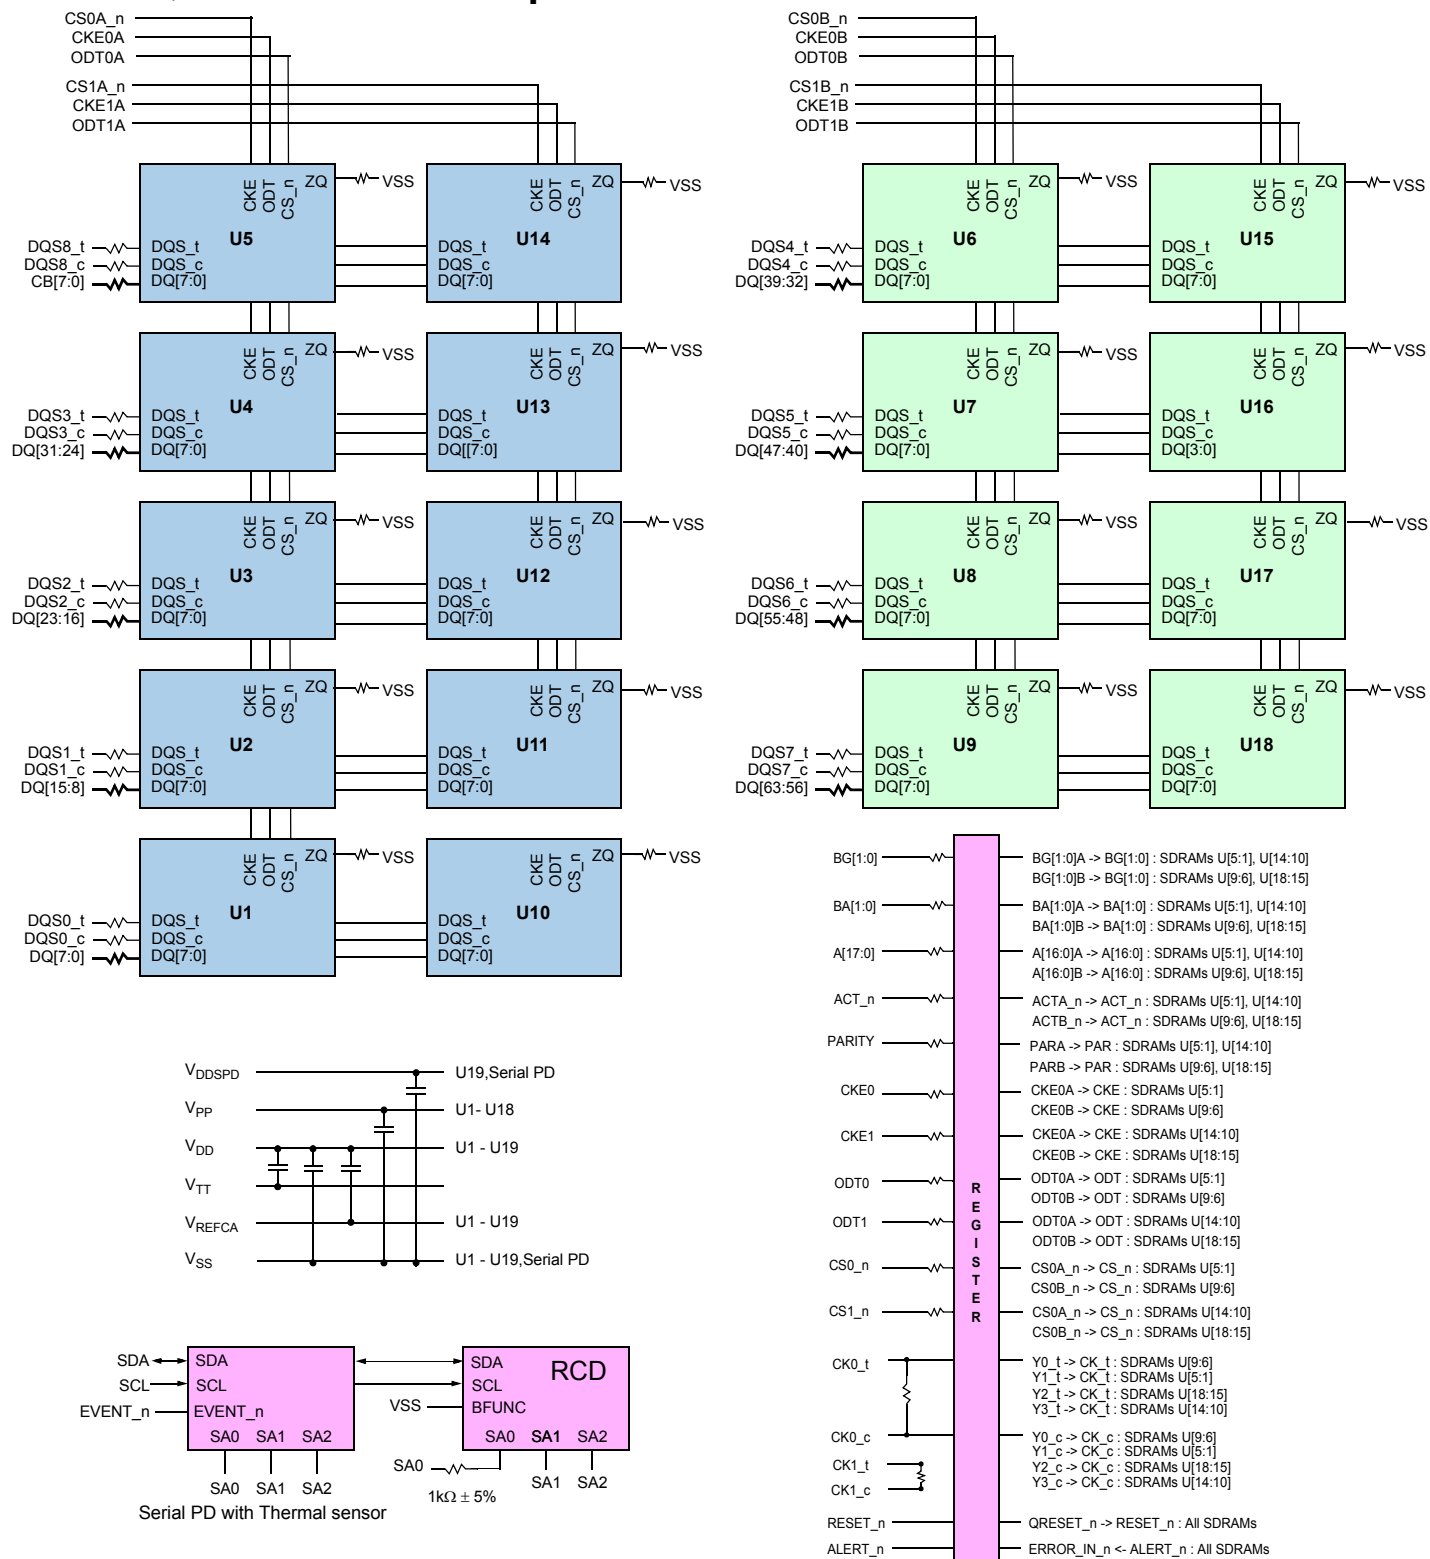 CS0A_n
CKE0A
ODT0A
CS1A_n
CKE1A
ODT1A
CKE
ODT
CS_n
ZQ
VSS
U5
DQS8_t
DQS8_c
CB[7:0]
DQS_t
DQS_c
DQ[7:0]
CKE
ODT
CS_n
ZQ
VSS
U14
DQS_t
DQS_c
DQ[7:0]
CKE
ODT
CS_n
ZQ
VSS
U4
DQS3_t
DQS3_c
DQ[31:24]
DQS_t
DQS_c
DQ[7:0]
CKE
ODT
CS_n
ZQ
VSS
U13
DQS_t
DQS_c
DQ[[7:0]
CKE
ODT
CS_n
ZQ
VSS
U3
DQS2_t
DQS2_c
DQ[23:16]
DQS_t
DQS_c
DQ[7:0]
CKE
ODT
CS_n
ZQ
VSS
U12
DQS_t
DQS_c
DQ[7:0]
CKE
ODT
CS_n
ZQ
VSS
U2
DQS1_t
DQS1_c
DQ[15:8]
DQS_t
DQS_c
DQ[7:0]
CKE
ODT
CS_n
ZQ
VSS
U11
DQS_t
DQS_c
DQ[7:0]
CKE
ODT
CS_n
ZQ
VSS
U1
DQS0_t
DQS0_c
DQ[7:0]
DQS_t
DQS_c
DQ[7:0]
CKE
ODT
CS_n
ZQ
VSS
U10
DQS_t
DQS_c
DQ[7:0]
CS0B_n
CKE0B
ODT0B
CS1B_n
CKE1B
ODT1B
CKE
ODT
CS_n
ZQ
VSS
U6
DQS4_t
DQS4_c
DQ[39:32]
DQS_t
DQS_c
DQ[7:0]
CKE
ODT
CS_n
ZQ
VSS
U15
DQS_t
DQS_c
DQ[7:0]
CKE
ODT
CS_n
ZQ
VSS
U7
DQS5_t
DQS5_c
DQ[47:40]
DQS_t
DQS_c
DQ[7:0]
CKE
ODT
CS_n
ZQ
VSS
U16
DQS_t
DQS_c
DQ[3:0]
CKE
ODT
CS_n
ZQ
VSS
U8
DQS6_t
DQS6_c
DQ[55:48]
DQS_t
DQS_c
DQ[7:0]
CKE
ODT
CS_n
ZQ
VSS
U17
DQS_t
DQS_c
DQ[7:0]
CKE
ODT
CS_n
ZQ
VSS
U9
DQS7_t
DQS7_c
DQ[63:56]
DQS_t
DQS_c
DQ[7:0]
CKE
ODT
CS_n
ZQ
VSS
U18
DQS_t
DQS_c
DQ[7:0]
VDDSPD U19,Serial PD
VPP U1- U18
VDD U1 - U19
VTT
VREFCA U1 - U19
VSS U1 - U19,Serial PD
SDA SDA
SCL SCL
EVENT_n EVENT_n
SA0 SA1 SA2
SA0 SA1 SA2
Serial PD with Thermal sensor
SDA
RCD
SCL
VSS BFUNC
SA0 SA1 SA2
SA0
SA1 SA2
1kΩ ± 5%
REGISTER
BG[1:0] BG[1:0]A -> BG[1:0] : SDRAMs U[5:1], U[14:10]
BG[1:0]B -> BG[1:0] : SDRAMs U[9:6], U[18:15]
BA[1:0] BA[1:0]A -> BA[1:0] : SDRAMs U[5:1], U[14:10]
BA[1:0]B -> BA[1:0] : SDRAMs U[9:6], U[18:15]
A[17:0] A[16:0]A -> A[16:0] : SDRAMs U[5:1], U[14:10]
A[16:0]B -> A[16:0] : SDRAMs U[9:6], U[18:15]
ACT_n ACTA_n -> ACT_n : SDRAMs U[5:1], U[14:10]
ACTB_n -> ACT_n : SDRAMs U[9:6], U[18:15]
PARITY PARA -> PAR : SDRAMs U[5:1], U[14:10]
PARB -> PAR : SDRAMs U[9:6], U[18:15]
CKE0 CKE0A -> CKE : SDRAMs U[5:1]
CKE0B -> CKE : SDRAMs U[9:6]
CKE1 CKE0A -> CKE : SDRAMs U[14:10]
CKE0B -> CKE : SDRAMs U[18:15]
ODT0 ODT0A -> ODT : SDRAMs U[5:1]
ODT0B -> ODT : SDRAMs U[9:6]
ODT1 ODT0A -> ODT : SDRAMs U[14:10]
ODT0B -> ODT : SDRAMs U[18:15]
CS0_n CS0A_n -> CS_n : SDRAMs U[5:1]
CS0B_n -> CS_n : SDRAMs U[9:6]
CS1_n CS0A_n -> CS_n : SDRAMs U[14:10]
CS0B_n -> CS_n : SDRAMs U[18:15]
CK0_t Y0_t -> CK_t : SDRAMs U[9:6]
Y1_t -> CK_t : SDRAMs U[5:1]
Y2_t -> CK_t : SDRAMs U[18:15]
Y3_t -> CK_t : SDRAMs U[14:10]
CK0_c Y0_c -> CK_c : SDRAMs U[9:6]
Y1_c -> CK_c : SDRAMs U[5:1]
CK1_t Y2_c -> CK_c : SDRAMs U[18:15]
Y3_c -> CK_c : SDRAMs U[14:10]
CK1_c
RESET_n QRESET_n -> RESET_n : All SDRAMs
ALERT_n ERROR_IN_n <- ALERT_n : All SDRAMs